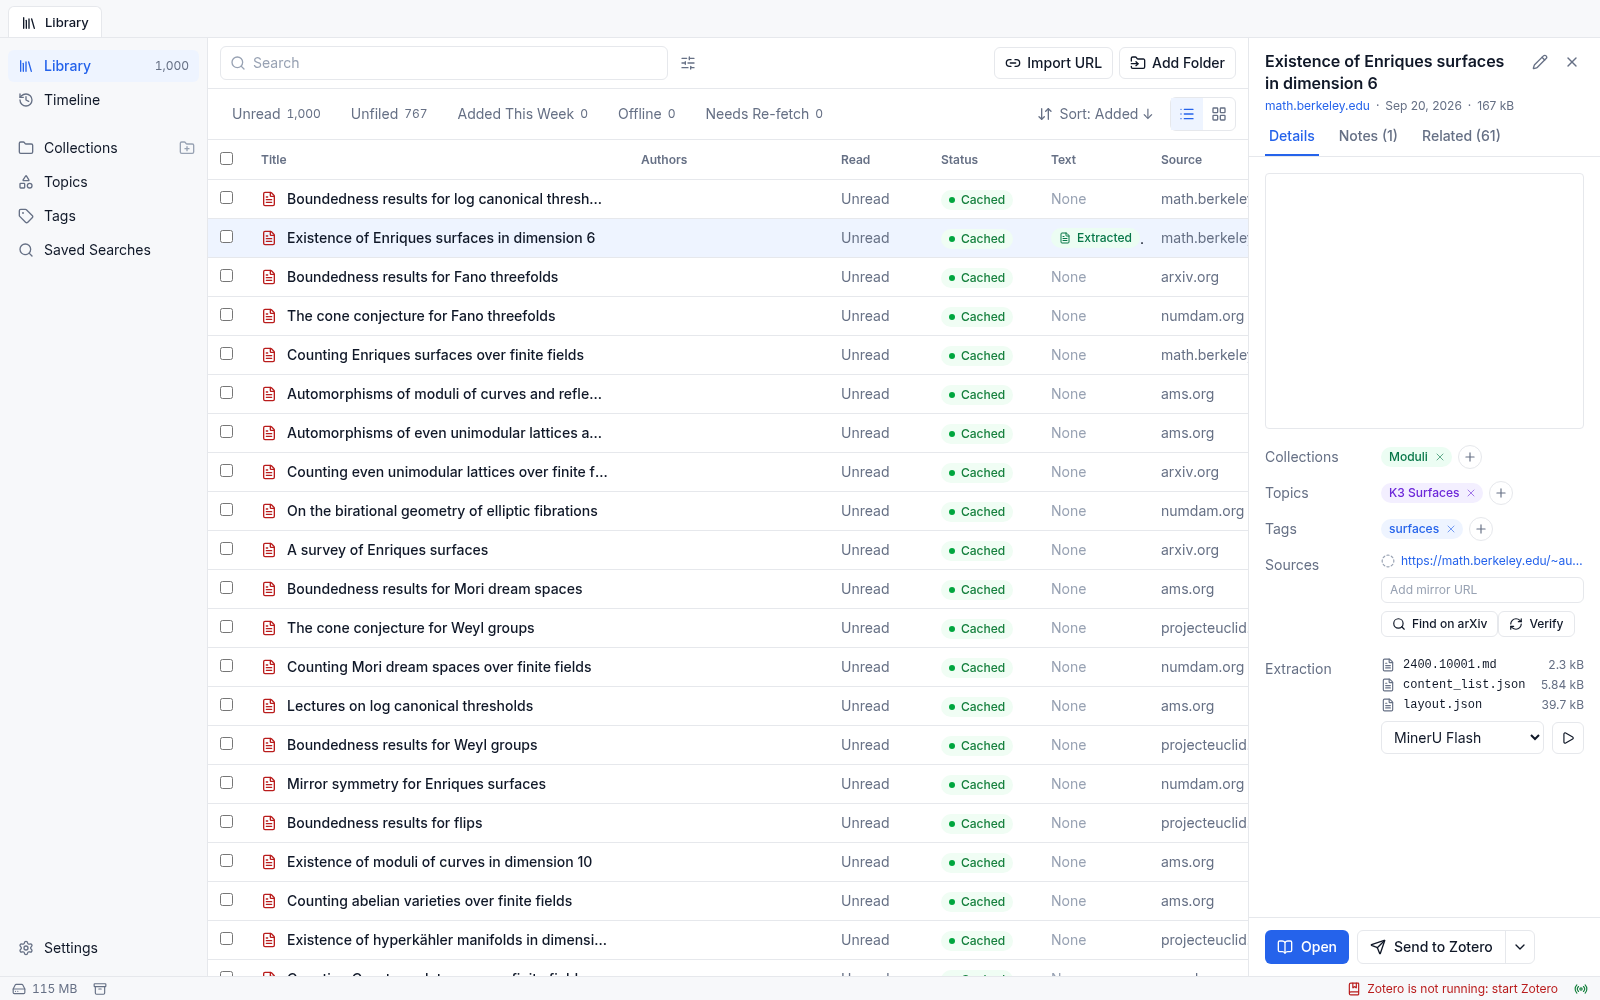 Library
Library 1,000
Timeline
Collections
Topics
Tags
Saved Searches
Settings
Search
Import URL
Add Folder
Unread 1,000
Unfiled 767
Added This Week 0
Offline 0
Needs Re-fetch 0
Sort: Added
Title Authors Read Status Text Source
Boundedness results for log canonical thresh... Unread Cached None math.berkeley
Existence of Enriques surfaces in dimension 6 Unread Cached Extracted . math.berkeley
Boundedness results for Fano threefolds Unread Cached None arxiv.org
The cone conjecture for Fano threefolds Unread Cached None numdam.org
Counting Enriques surfaces over finite fields Unread Cached None math.berkeley
Automorphisms of moduli of curves and refle... Unread Cached None ams.org
Automorphisms of even unimodular lattices a... Unread Cached None ams.org
Counting even unimodular lattices over finite f... Unread Cached None arxiv.org
On the birational geometry of elliptic fibrations Unread Cached None numdam.org
A survey of Enriques surfaces Unread Cached None arxiv.org
Boundedness results for Mori dream spaces Unread Cached None ams.org
The cone conjecture for Weyl groups Unread Cached None projecteuclid
Counting Mori dream spaces over finite fields Unread Cached None numdam.org
Lectures on log canonical thresholds Unread Cached None ams.org
Boundedness results for Weyl groups Unread Cached None projecteuclid
Mirror symmetry for Enriques surfaces Unread Cached None numdam.org
Boundedness results for flips Unread Cached None projecteuclid
Existence of moduli of curves in dimension 10 Unread Cached None ams.org
Counting abelian varieties over finite fields Unread Cached None ams.org
Existence of hyperkähler manifolds in dimensi... Unread Cached None projecteuclid
Existence of Enriques surfaces
in dimension 6
math.berkeley.edu · Sep 20, 2026 · 167 kB
Details
Notes (1)
Related (61)
Collections Moduli
Topics K3 Surfaces
Tags surfaces
Sources https://math.berkeley.edu/~au...
Add mirror URL
Find on arXiv Verify
Extraction 2400.10001.md 2.3 kB
content_list.json 5.84 kB
layout.json 39.7 kB
MinerU Flash
Open
Send to Zotero
115 MB
Zotero is not running: start Zotero